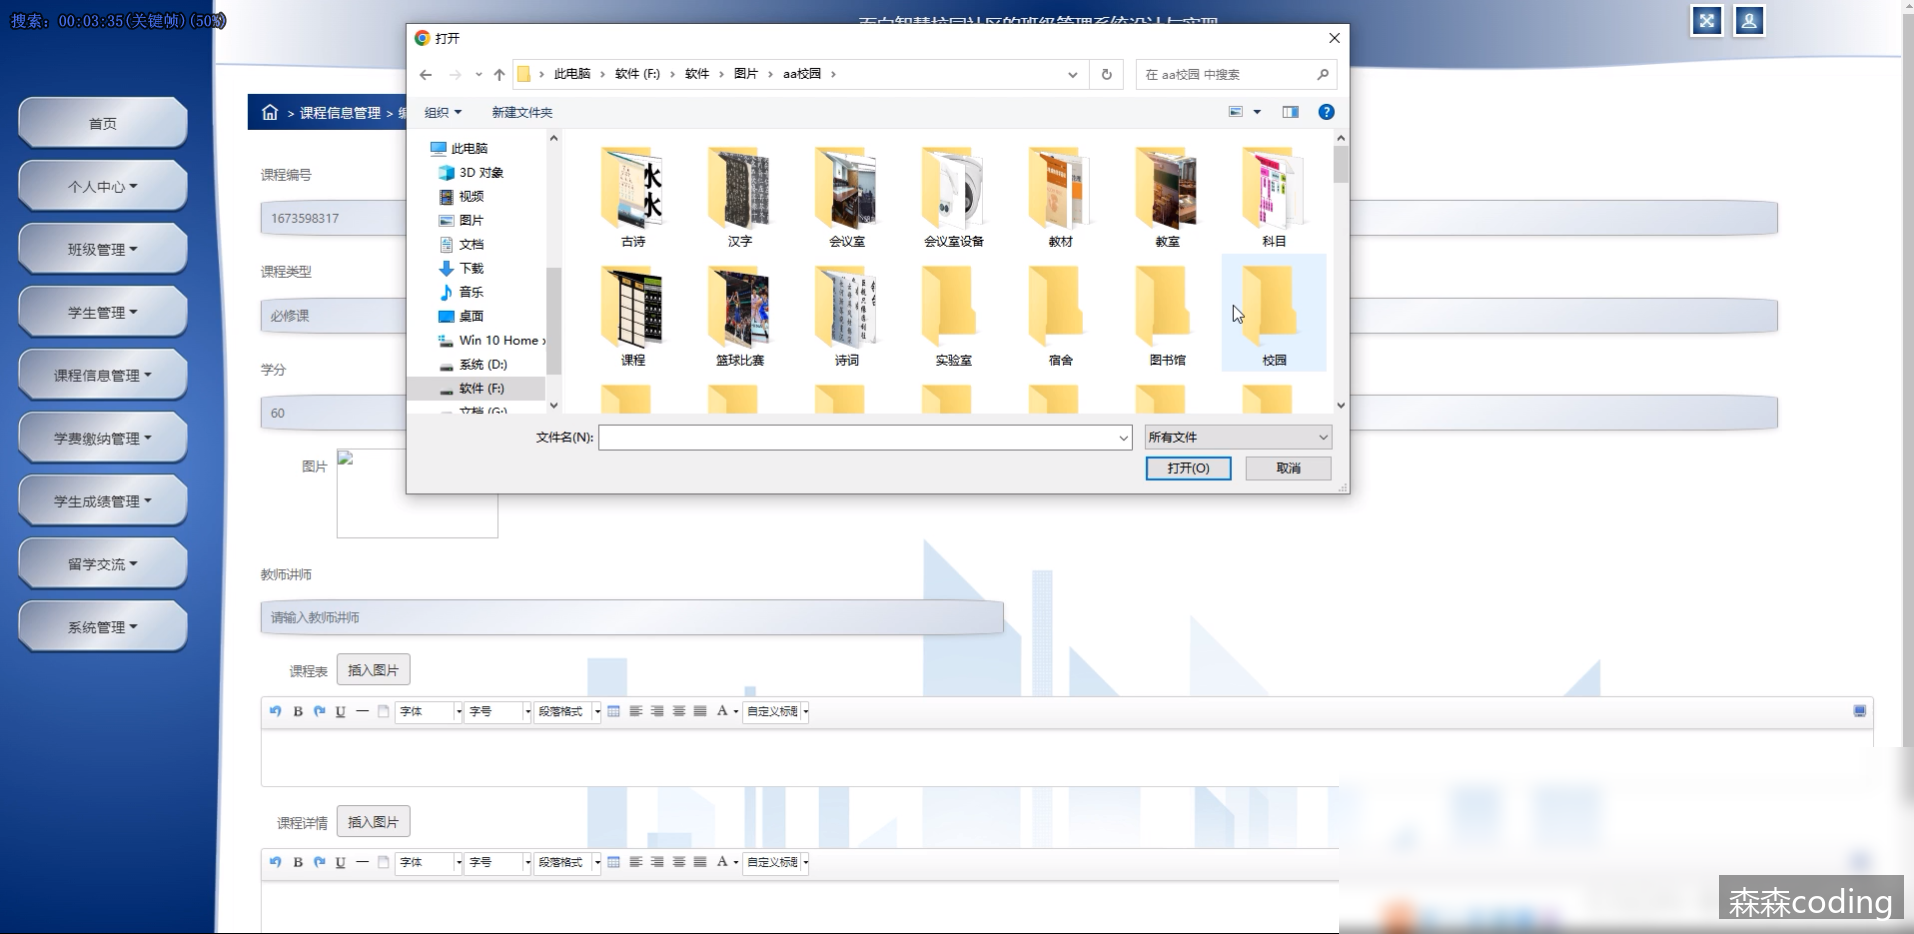 搜索: 00:03:35(关键帧)(50%)
面向智慧校园社区的班级管理系统设计与实现
首页
个人中心
班级管理
学生管理
课程信息管理
学费缴纳管理
学生成绩管理
留学交流
系统管理
> 课程信息管理 > 编
课程编号
1673598317
课程类型
必修课
学分
60
图片
打开
此电脑 › 软件 (F:) › 软件 › 图片 › aa校园 ›
在 aa校园 中搜索
组织
新建文件夹
此电脑
3D 对象
视频
图片
文档
下载
音乐
桌面
Win 10 Home x
系统 (D:)
软件 (F:)
文档 (G:)
古诗
汉字
会议室
会议室设备
教材
教室
科目
课程
篮球比赛
诗词
实验室
宿舍
图书馆
校园
文件名(N):
所有文件
打开(O)
取消
教师讲师
请输入教师讲师
课程表
插入图片
B U 字体 字号 段落格式 A 自定义标题
课程详情
插入图片
B U 字体 字号 段落格式 A 自定义标题
森森coding